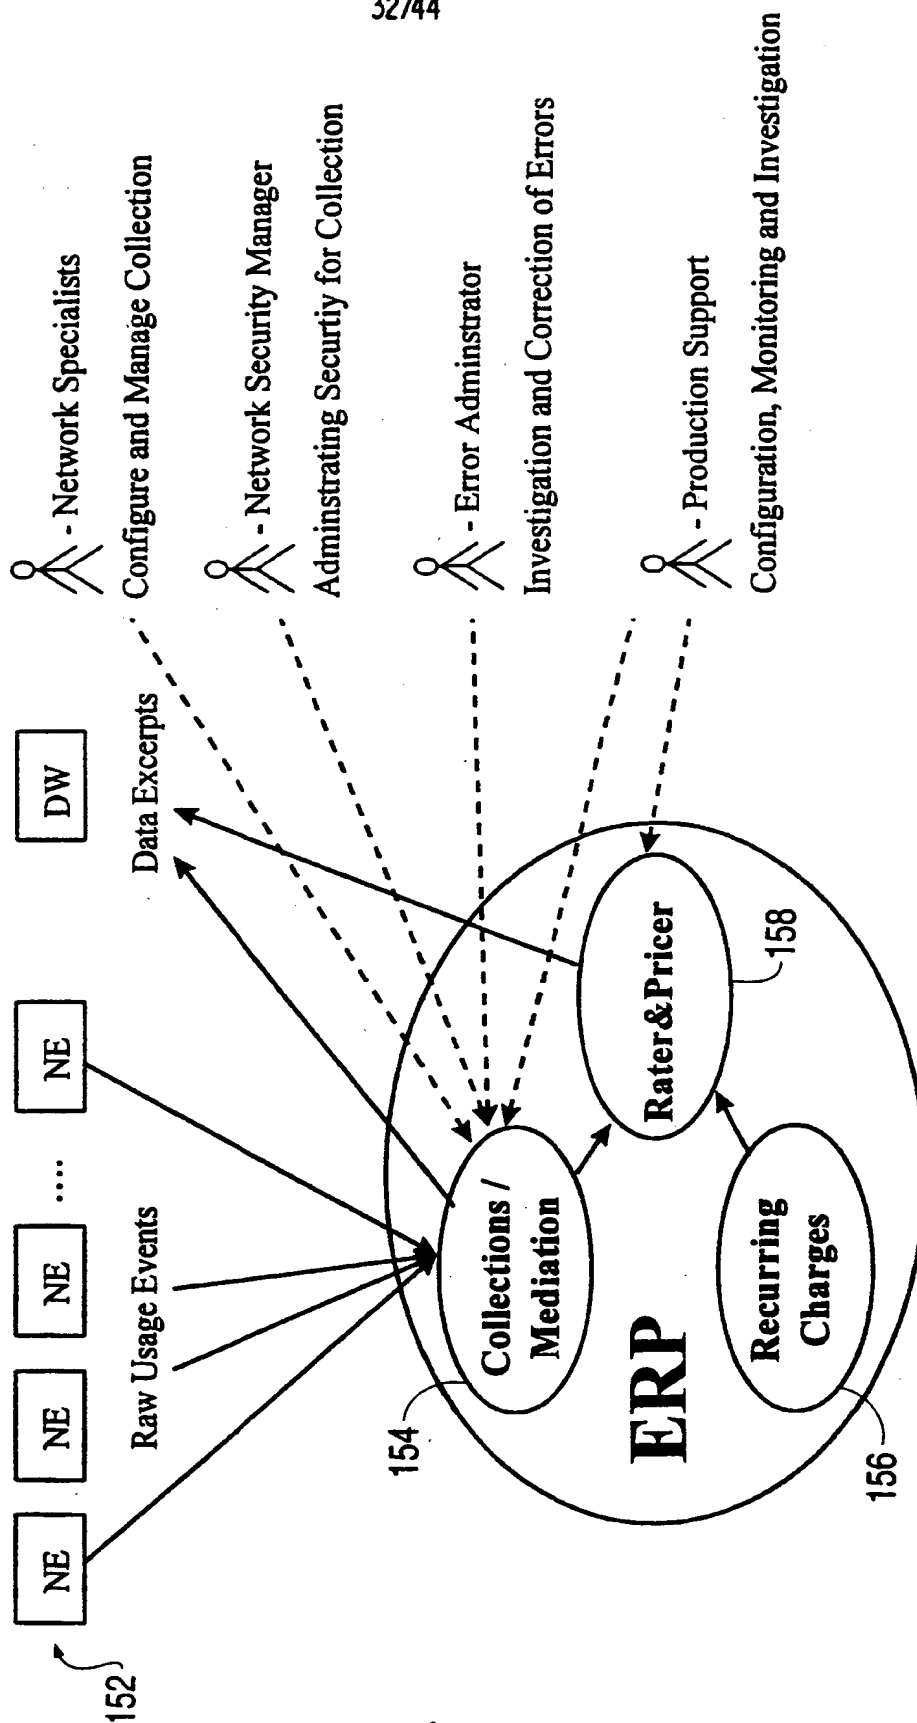 32/44
NE
NE
NE
....
NE
DW
Raw Usage Events
Data Excerpts
152
- Network Specialists
Configure and Manage Collection
- Network Security Manager
Adminstrating Securtiy for Collection
- Error Adminstrator
Investigation and Correction of Errors
- Production Support
Configuration, Monitoring and Investigation
154
Collections /
Mediation
ERP
Rater&Pricer
158
Recurring
Charges
156